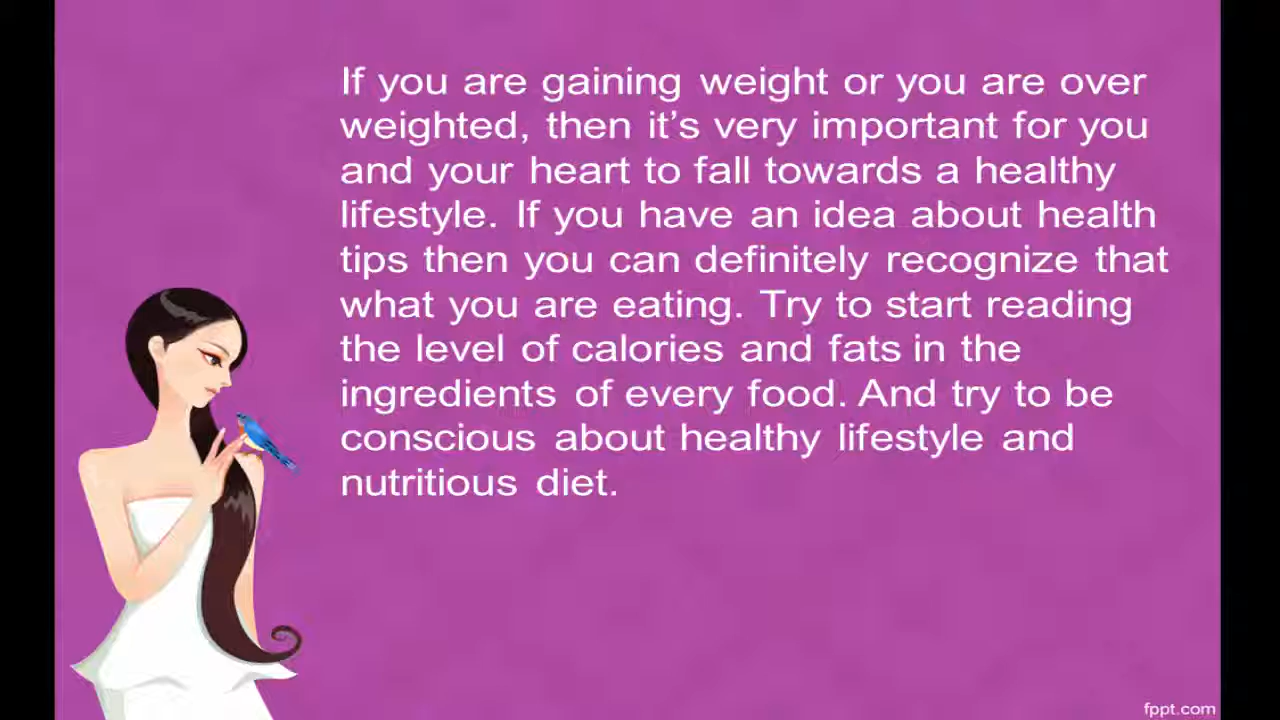 If you are gaining weight or you are over
weighted, then it’s very important for you
and your heart to fall towards a healthy
lifestyle. If you have an idea about health
tips then you can definitely recognize that
what you are eating. Try to start reading
the level of calories and fats in the
ingredients of every food. And try to be
conscious about healthy lifestyle and
nutritious diet.
fppt.com